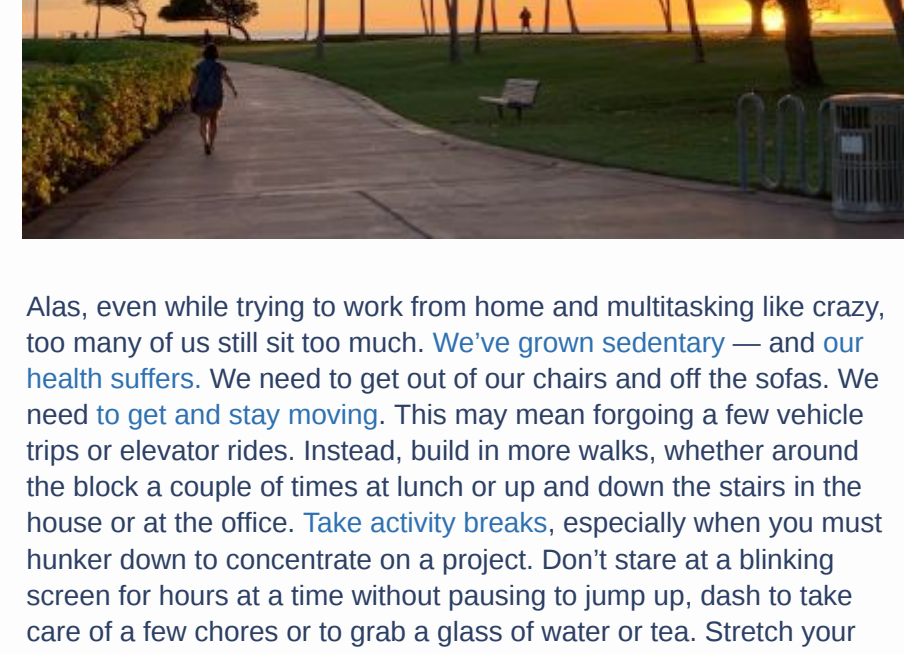 Alas, even while trying to work from home and multitasking like crazy,
too many of us still sit too much. We’ve grown sedentary — and our
health suffers. We need to get out of our chairs and off the sofas. We
need to get and stay moving. This may mean forgoing a few vehicle
trips or elevator rides. Instead, build in more walks, whether around
the block a couple of times at lunch or up and down the stairs in the
house or at the office. Take activity breaks, especially when you must
hunker down to concentrate on a project. Don’t stare at a blinking
screen for hours at a time without pausing to jump up, dash to take
care of a few chores or to grab a glass of water or tea. Stretch your